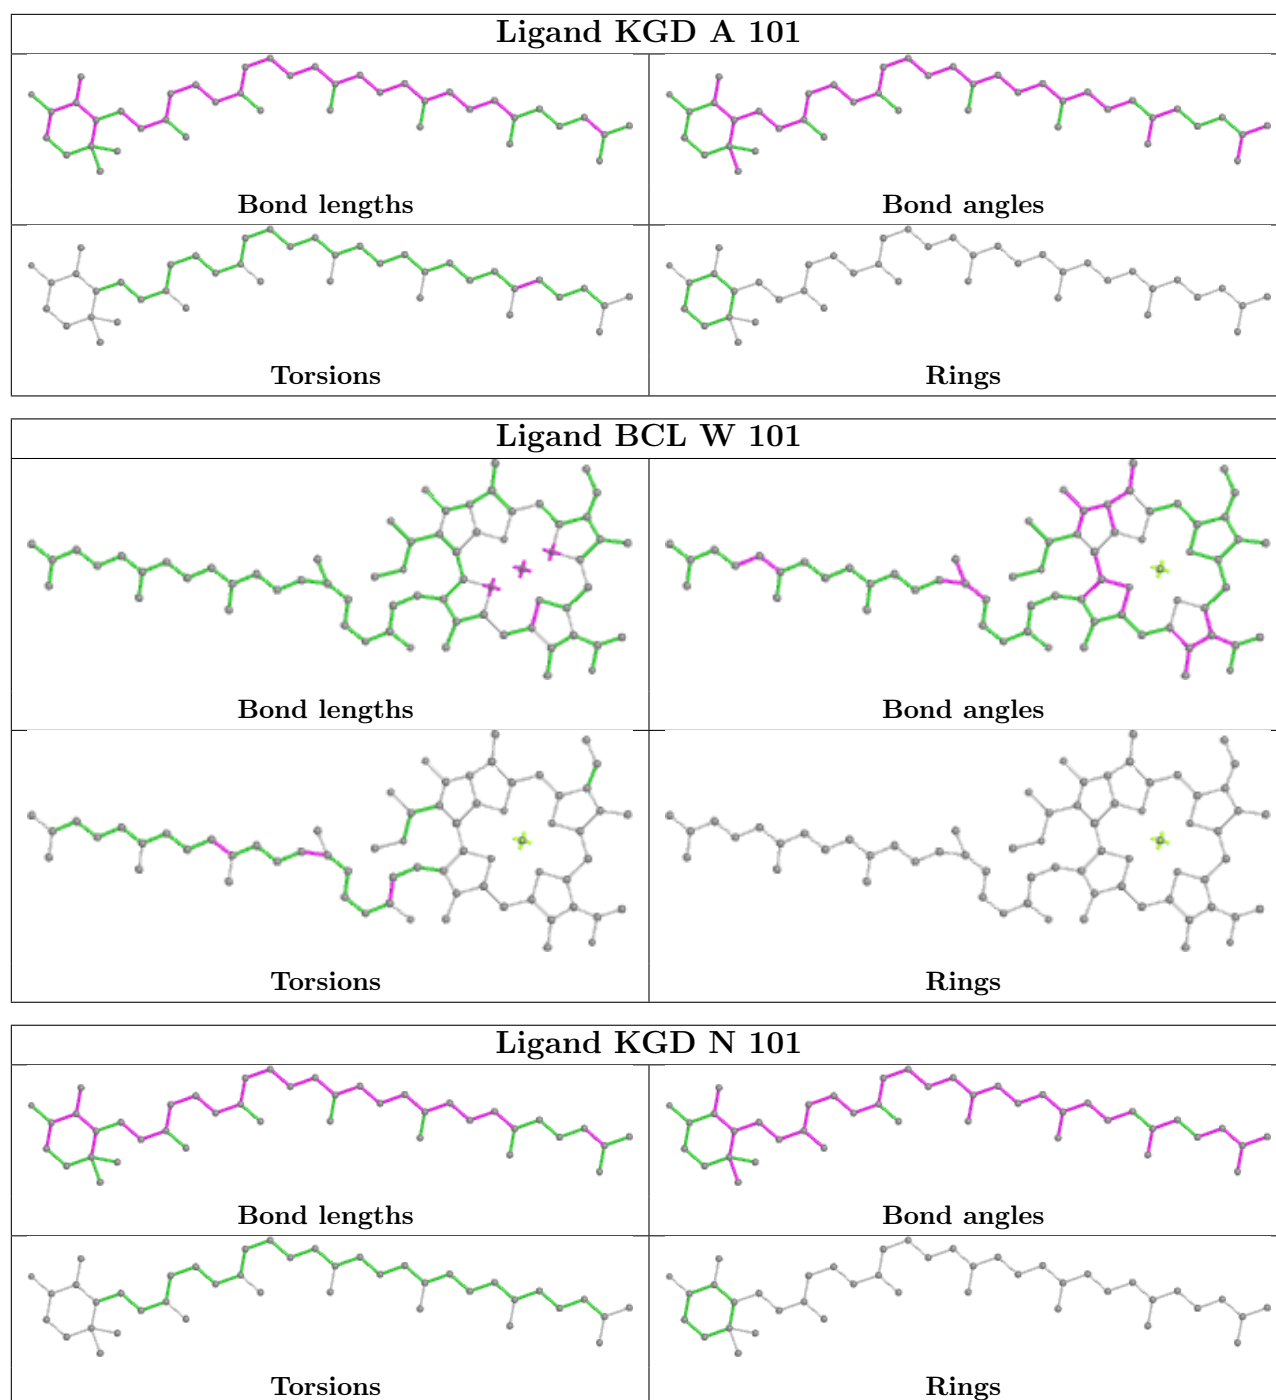 Ligand KGD A 101
Bond lengths
Bond angles
Torsions
Rings
Ligand BCL W 101
Bond lengths
Bond angles
Torsions
Rings
Ligand KGD N 101
Bond lengths
Bond angles
Torsions
Rings